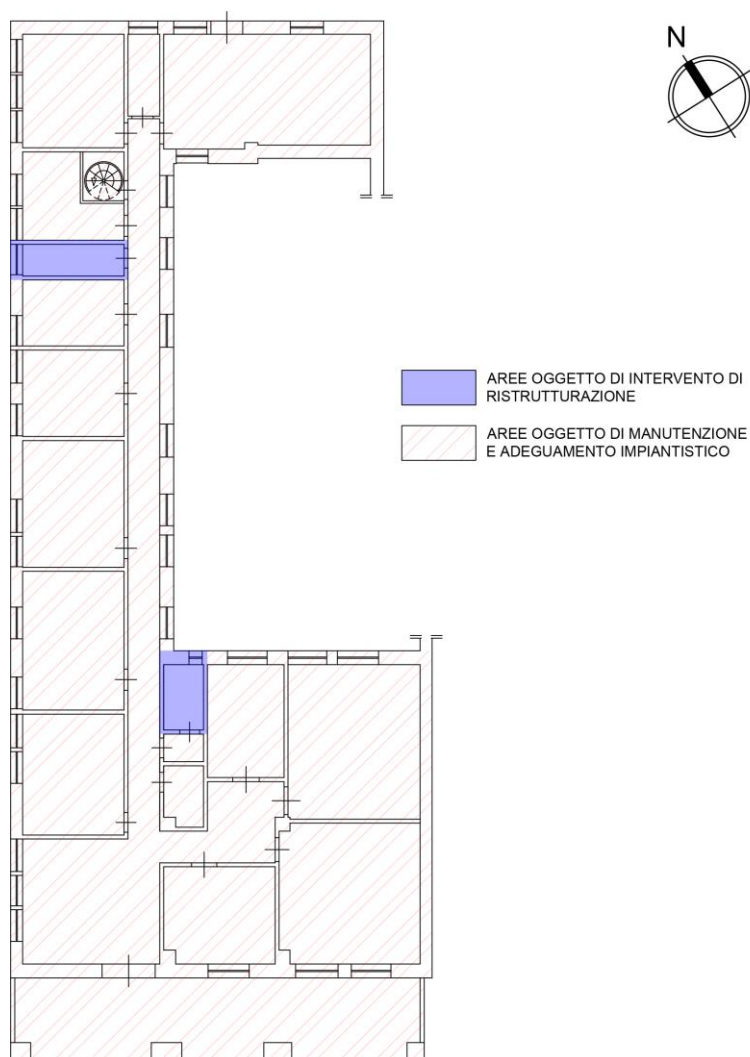 N
AREE OGGETTO DI INTERVENTO DI
RISTRUTTURAZIONE
AREE OGGETTO DI MANUTENZIONE
E ADEGUAMENTO IMPIANTISTICO